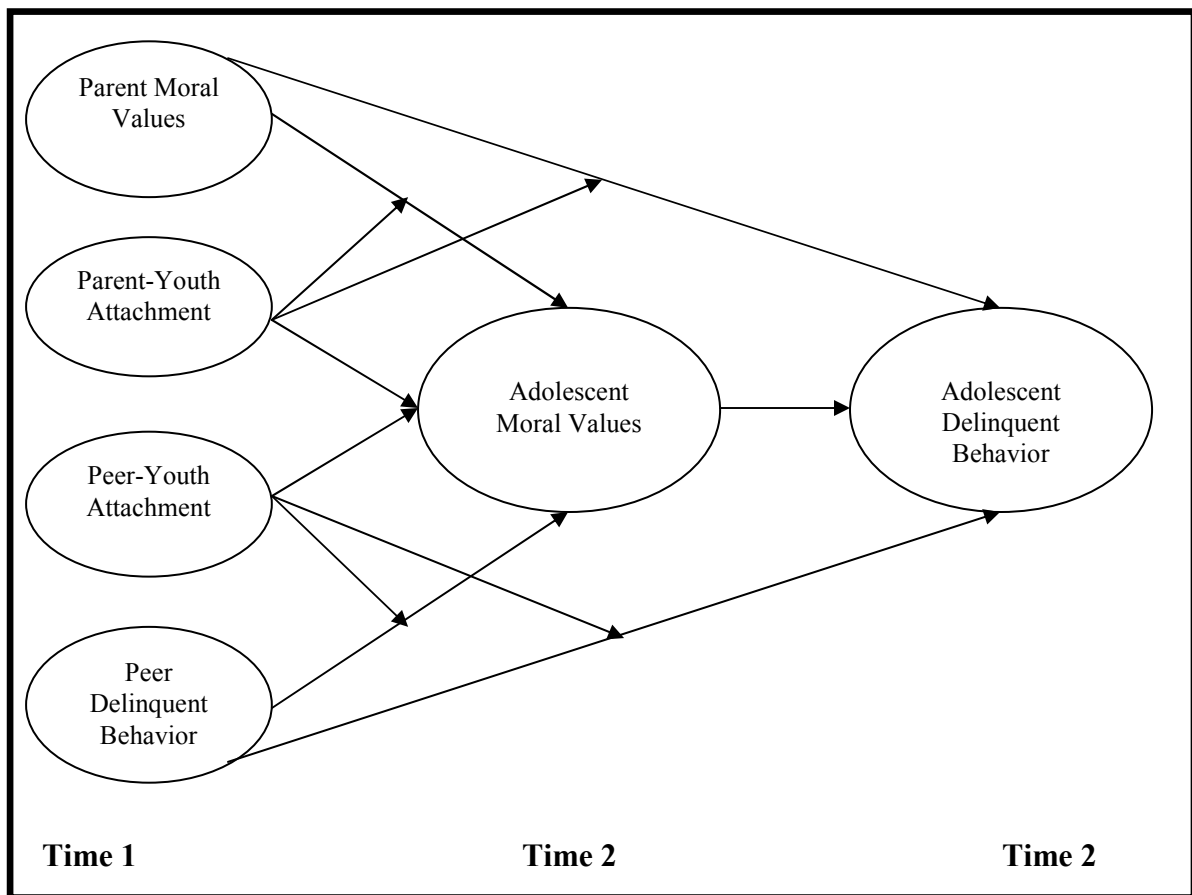 Parent Moral
Values
Parent-Youth
Attachment
Peer-Youth
Attachment
Peer
Delinquent
Behavior
Adolescent
Moral Values
Adolescent
Delinquent
Behavior
Time 1
Time 2
Time 2